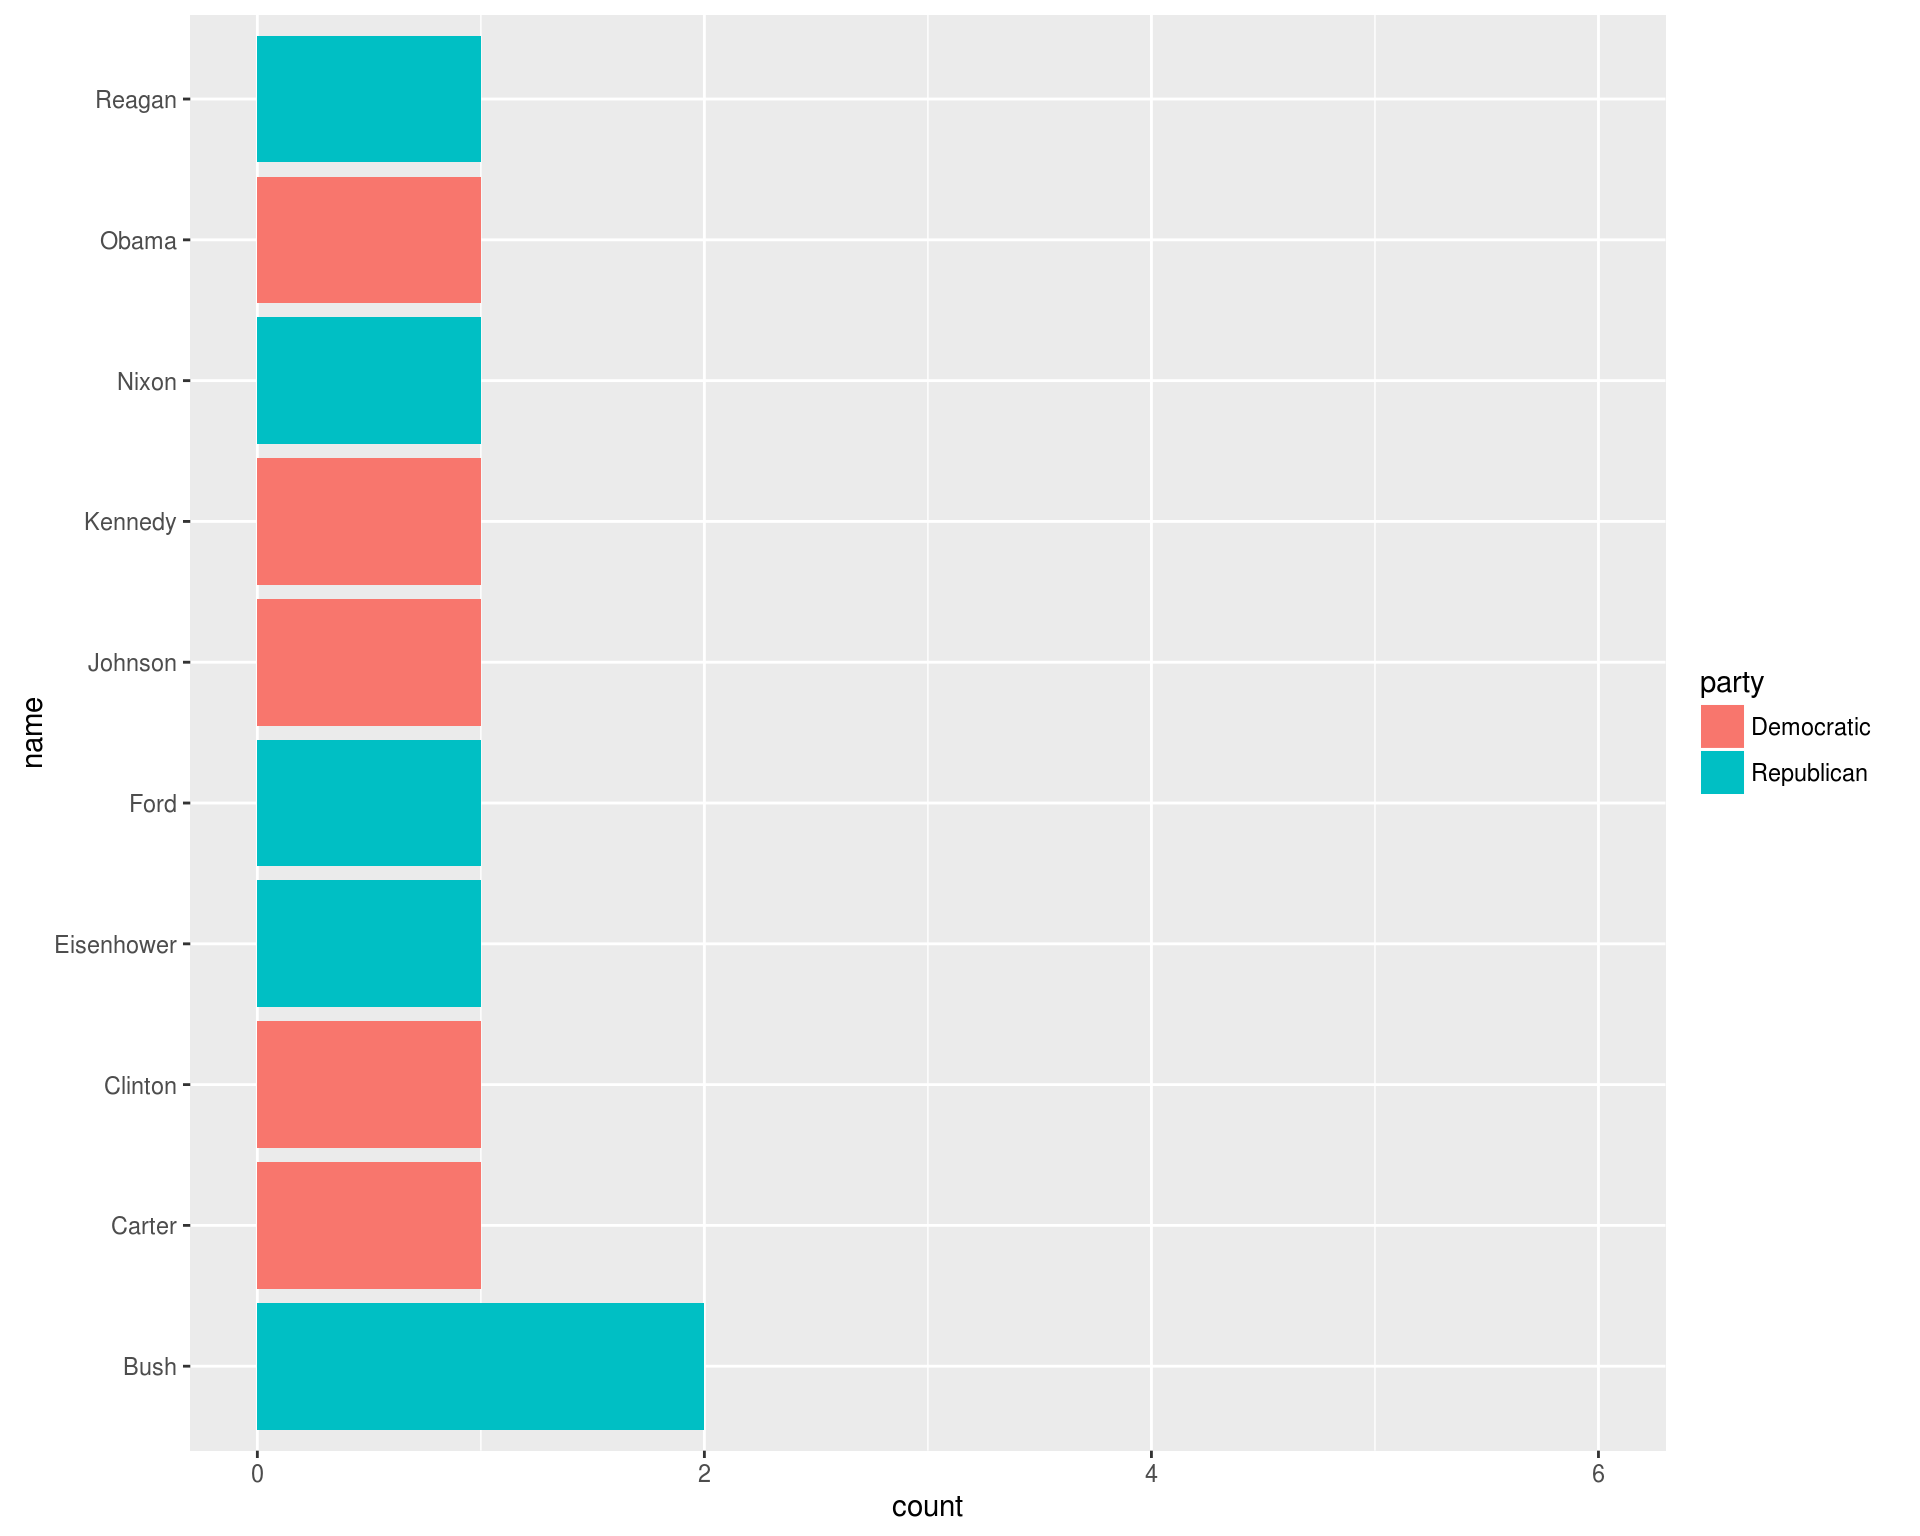 Reagan
Obama
Nixon
Kennedy
Johnson
Ford
Eisenhower
Clinton
Carter
Bush
name
0 2 4 6
count
party
Democratic
Republican